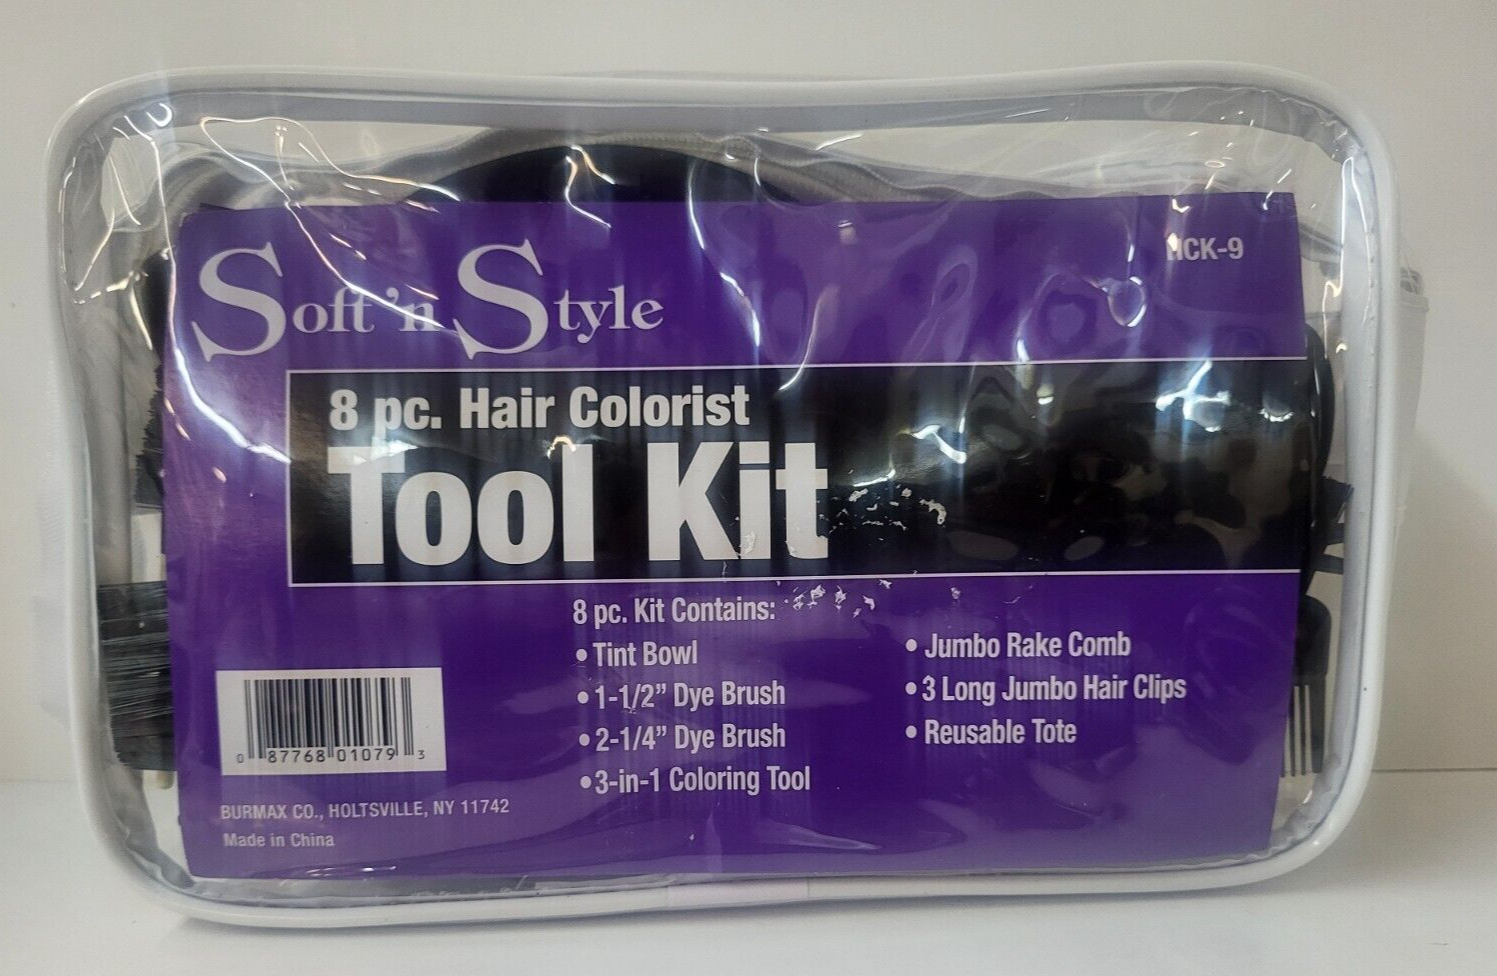 Soft 'n Style
HCK-9
8 pc. Hair Colorist
Tool Kit
8 pc. Kit Contains:
• Tint Bowl
• 1-1/2” Dye Brush
• 2-1/4” Dye Brush
• 3-in-1 Coloring Tool
• Jumbo Rake Comb
• 3 Long Jumbo Hair Clips
• Reusable Tote
0 87768 01079 3
BURMAX CO., HOLTSVILLE, NY 11742
Made in China